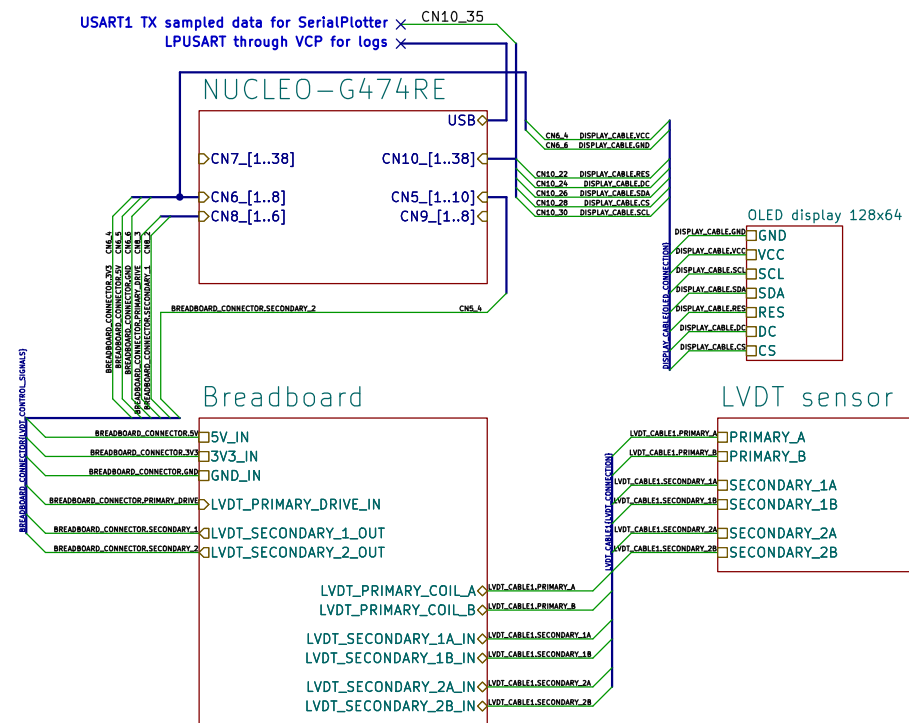 CN10_35
USART1 TX sampled data for SerialPlotter
LPUSART through VCP for logs
NUCLEO-G474RE
USB
CN7_[1..38]
CN10_[1..38]
CN6_[1..8]
CN5_[1..10]
CN8_[1..6]
CN9_[1..8]
CN6_4 DISPLAY_CABLE.VCC
CN6_6 DISPLAY_CABLE.GND
CN10_22 DISPLAY_CABLE.RES
CN10_24 DISPLAY_CABLE.DC
CN10_26 DISPLAY_CABLE.SDA
CN10_28 DISPLAY_CABLE.CS
CN10_30 DISPLAY_CABLE.SCL
OLED display 128x64
DISPLAY_CABLE.GND GND
DISPLAY_CABLE.VCC VCC
DISPLAY_CABLE.SCL SCL
DISPLAY_CABLE.SDA SDA
DISPLAY_CABLE.RES RES
DISPLAY_CABLE.DC DC
DISPLAY_CABLE.CS CS
DISPLAY_CABLE{OLED_CONNECTION}
BREADBOARD_CONNECTOR.3V3 CN6_4
BREADBOARD_CONNECTOR.5V CN6_5
BREADBOARD_CONNECTOR.GND CN6_6
BREADBOARD_CONNECTOR.PRIMARY_DRIVE CN8_3
BREADBOARD_CONNECTOR.SECONDARY_1 CN8_2
BREADBOARD_CONNECTOR.SECONDARY_2 CN5_4
Breadboard
BREADBOARD_CONNECTOR{LVDT_CONTROL_SIGNALS}
BREADBOARD_CONNECTOR.5V 5V_IN
BREADBOARD_CONNECTOR.3V3 3V3_IN
BREADBOARD_CONNECTOR.GND GND_IN
BREADBOARD_CONNECTOR.PRIMARY_DRIVE LVDT_PRIMARY_DRIVE_IN
BREADBOARD_CONNECTOR.SECONDARY_1 LVDT_SECONDARY_1_OUT
BREADBOARD_CONNECTOR.SECONDARY_2 LVDT_SECONDARY_2_OUT
LVDT_PRIMARY_COIL_A LVDT_CABLE1.PRIMARY_A
LVDT_PRIMARY_COIL_B LVDT_CABLE1.PRIMARY_B
LVDT_SECONDARY_1A_IN LVDT_CABLE1.SECONDARY_1A
LVDT_SECONDARY_1B_IN LVDT_CABLE1.SECONDARY_1B
LVDT_SECONDARY_2A_IN LVDT_CABLE1.SECONDARY_2A
LVDT_SECONDARY_2B_IN LVDT_CABLE1.SECONDARY_2B
LVDT_CABLE1{LVDT_CONNECTION}
LVDT sensor
LVDT_CABLE1.PRIMARY_A PRIMARY_A
LVDT_CABLE1.PRIMARY_B PRIMARY_B
LVDT_CABLE1.SECONDARY_1A SECONDARY_1A
LVDT_CABLE1.SECONDARY_1B SECONDARY_1B
LVDT_CABLE1.SECONDARY_2A SECONDARY_2A
LVDT_CABLE1.SECONDARY_2B SECONDARY_2B